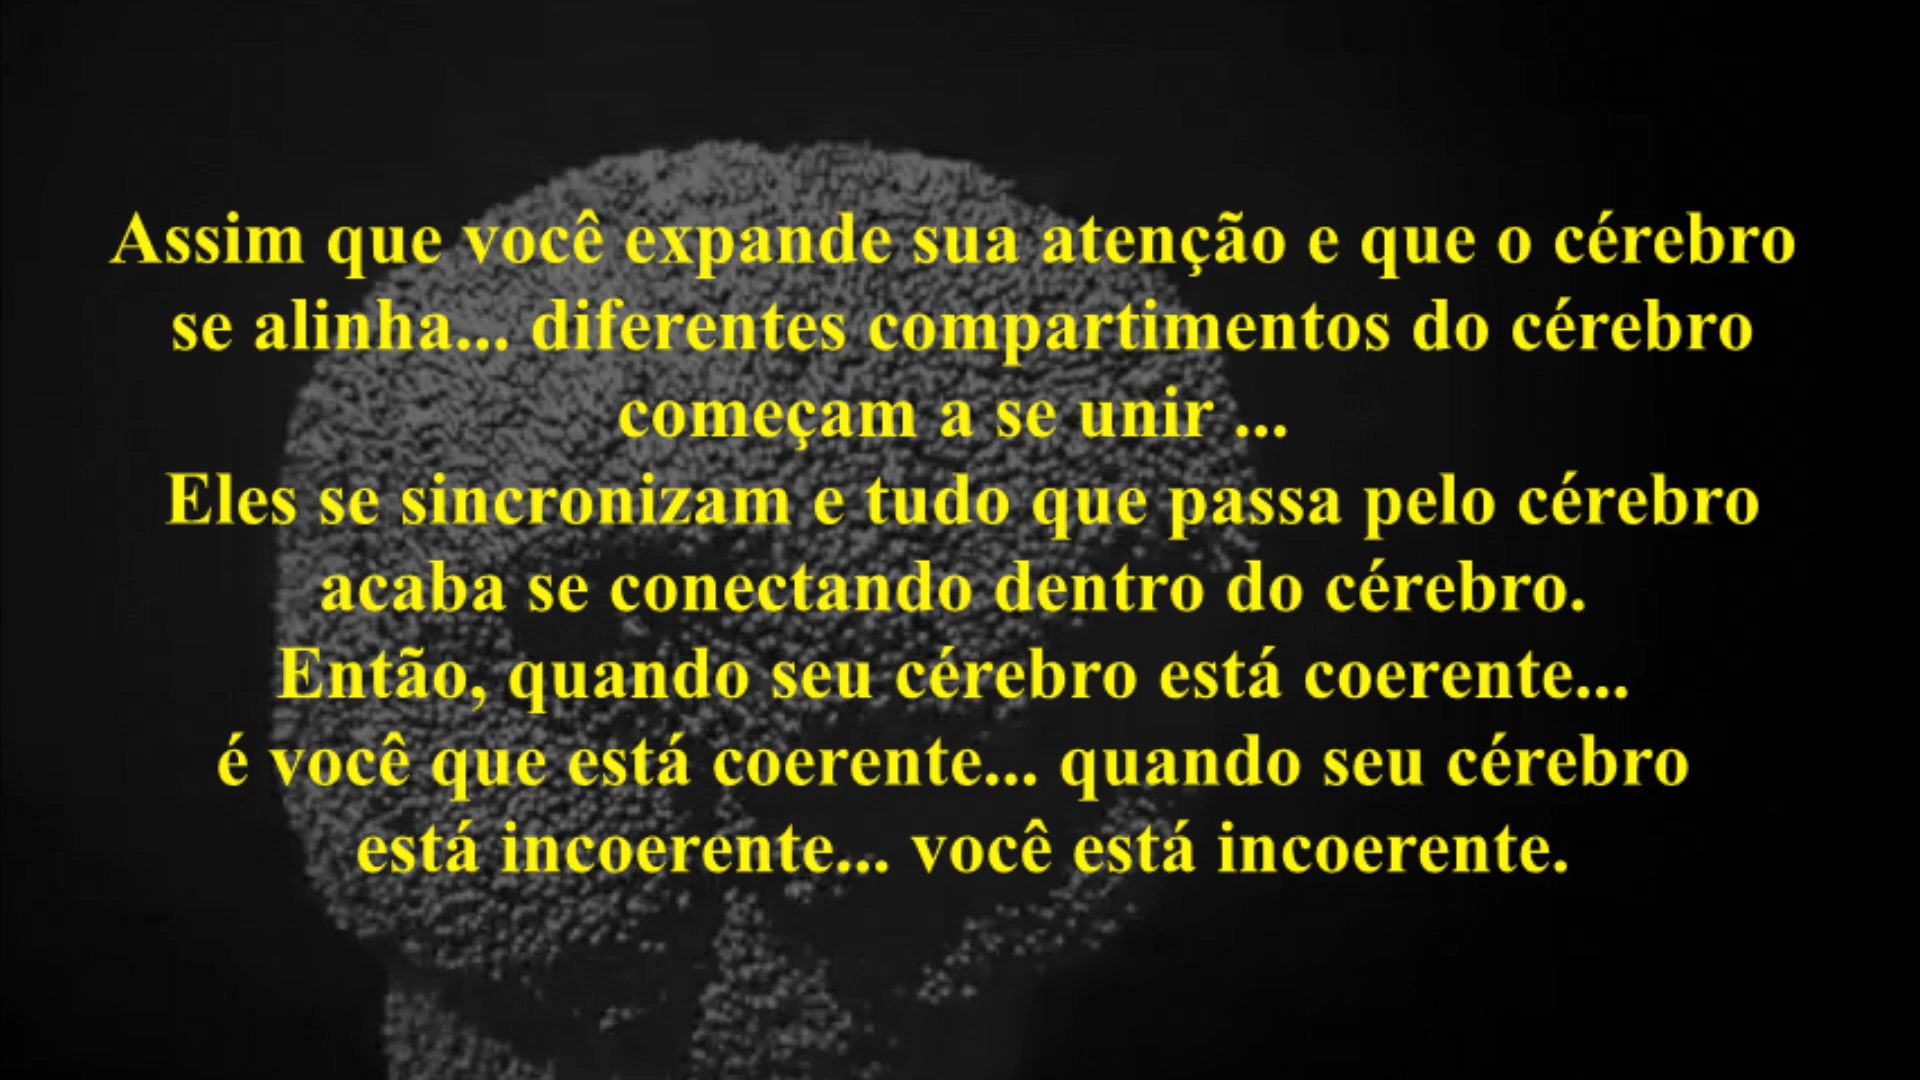 Assim que você expande sua atenção e que o cérebro
se alinha... diferentes compartimentos do cérebro
começam a se unir ...
Eles se sincronizam e tudo que passa pelo cérebro
acaba se conectando dentro do cérebro.
Então, quando seu cérebro está coerente...
é você que está coerente... quando seu cérebro
está incoerente... você está incoerente.